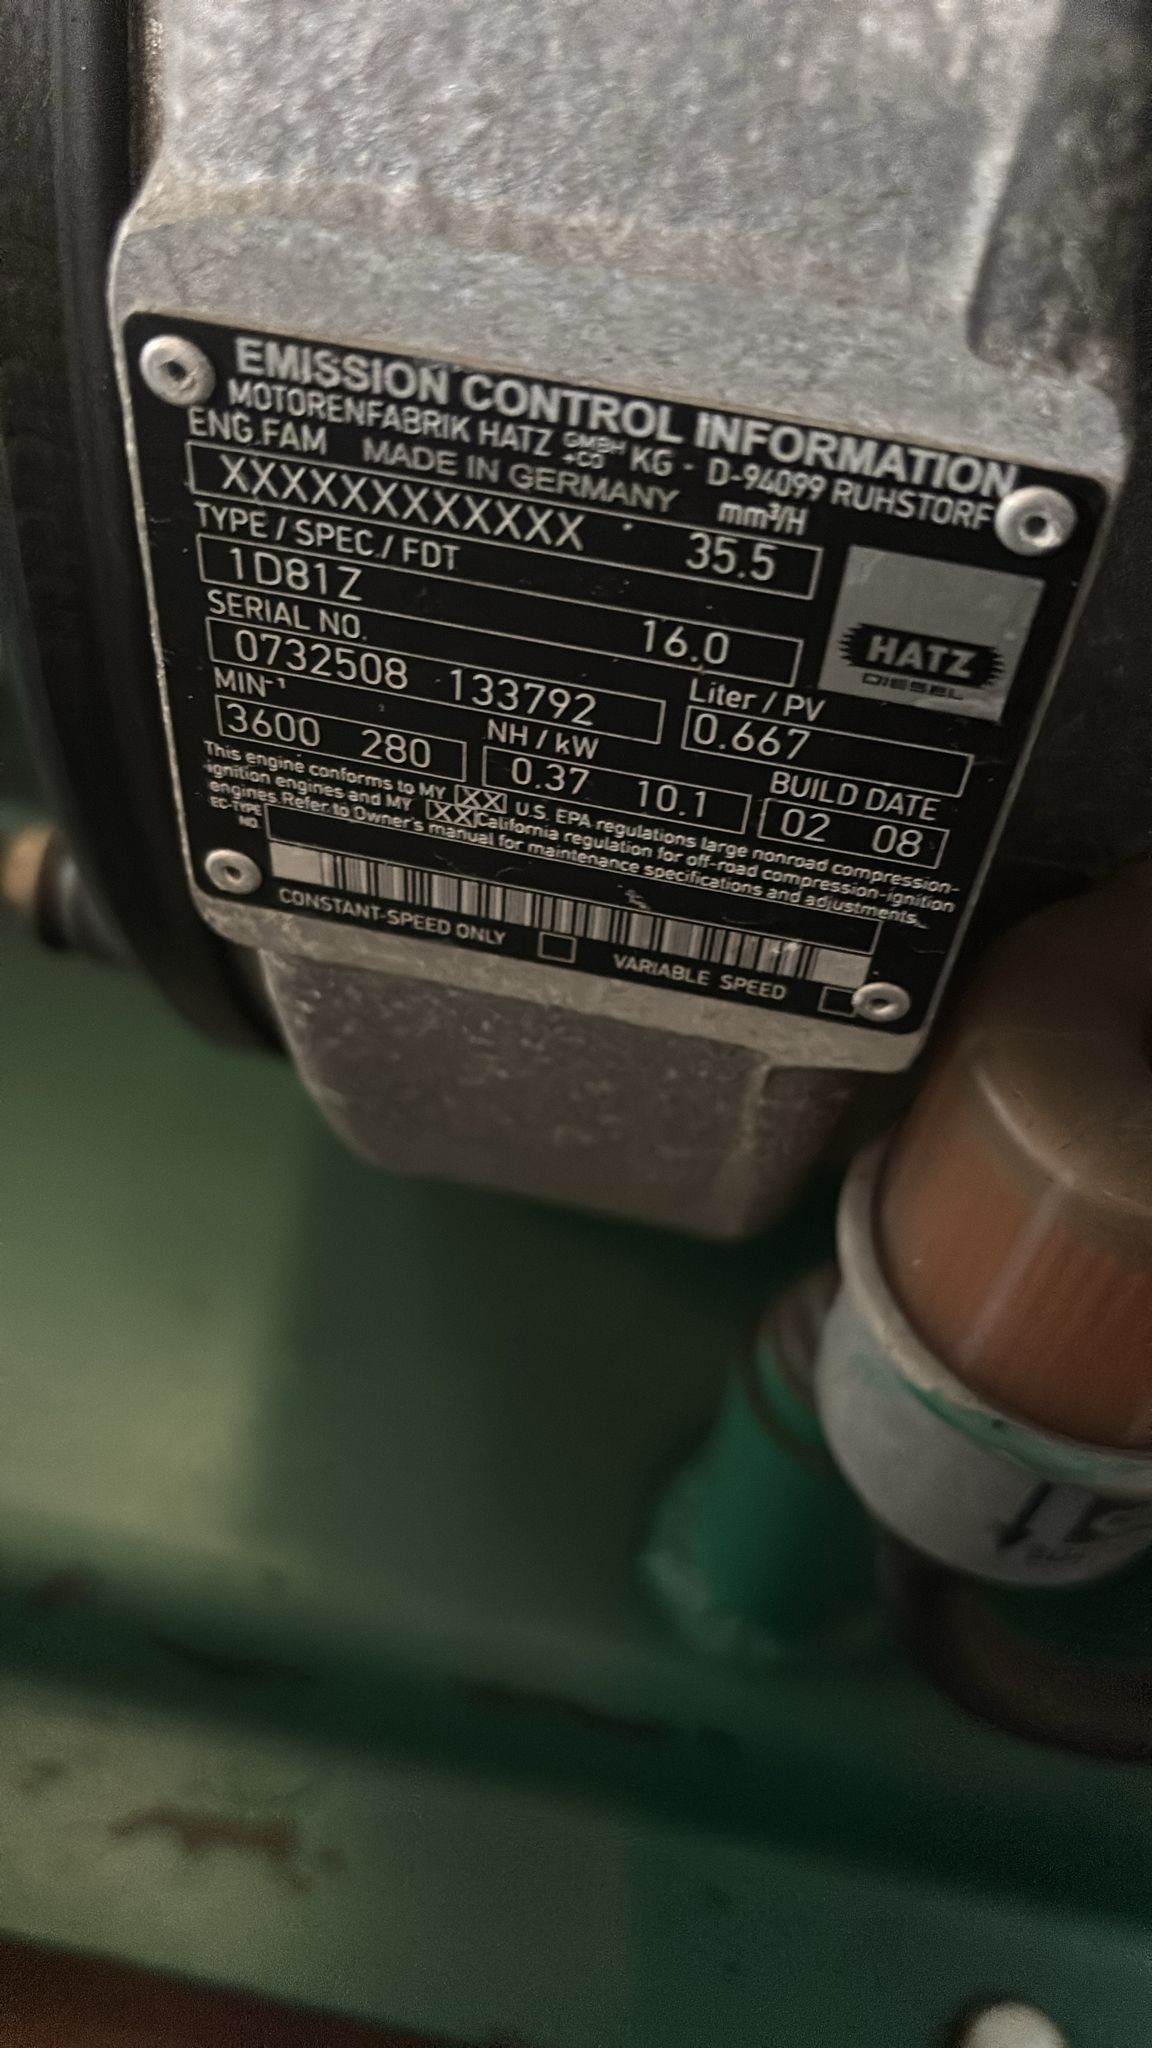 EMISSION CONTROL INFORMATION
MOTORENFABRIK HATZ GMBH +CO KG - D-94099 RUHSTORF
ENG.FAM MADE IN GERMANY mm³/H
XXXXXXXXXXXX 35.5
TYPE / SPEC./ FDT
1D81Z 16.0
HATZ
DIESEL
SERIAL NO. Liter / PV
0732508 133792 0.667
MIN⁻¹ NH / kW BUILD DATE
3600 280 0.37 10.1 02 08
This engine conforms to MY XX U.S. EPA regulations large nonroad compression-
ignition engines and MY XX California regulation for off-road compression-ignition
engines.Refer to Owner's manual for maintenance specifications and adjustments.
EC-TYPE
NO.
CONSTANT-SPEED ONLY VARIABLE SPEED